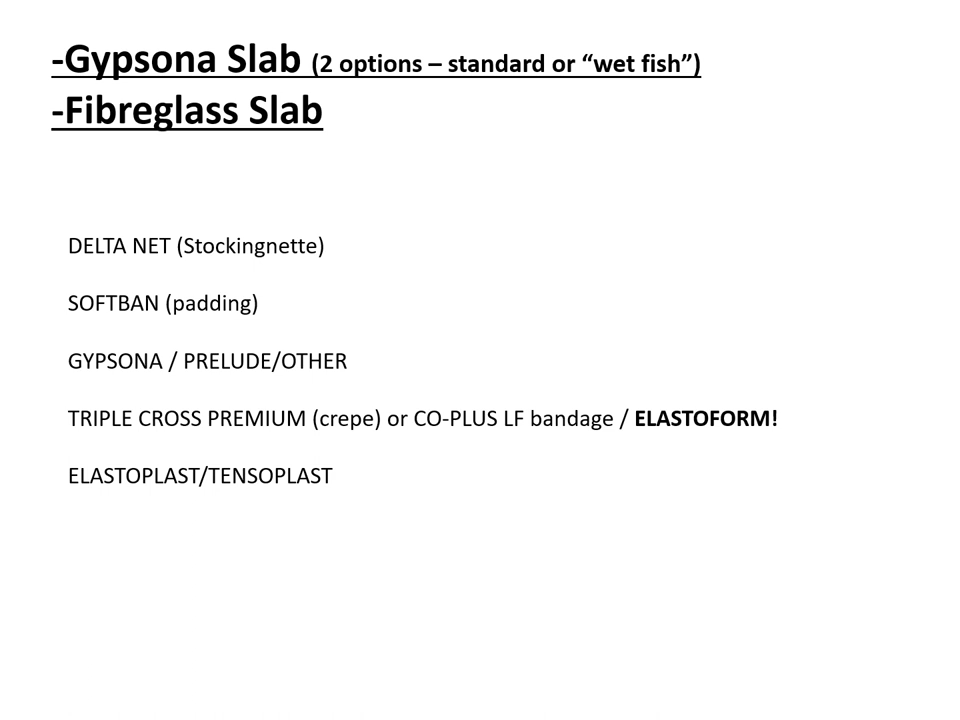 -Gypsona Slab (2 options – standard or “wet fish”)
-Fibreglass Slab
DELTA NET (Stockingnette)
SOFTBAN (padding)
GYPSONA / PRELUDE/OTHER
TRIPLE CROSS PREMIUM (crepe) or CO-PLUS LF bandage / ELASTOFORM!
ELASTOPLAST/TENSOPLAST